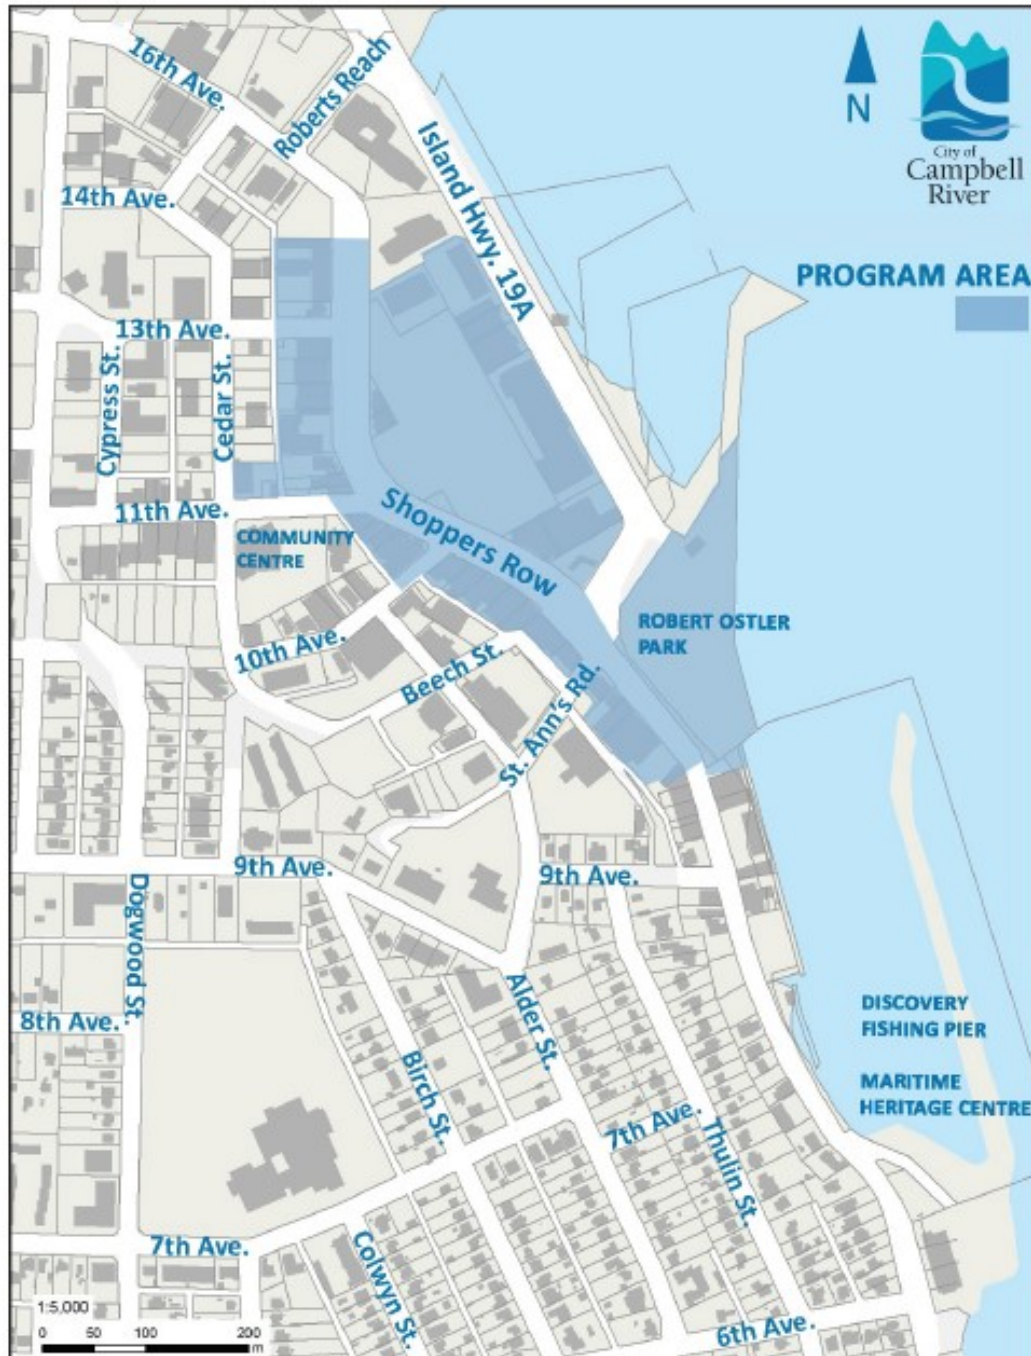 16th Ave.
Roberts Reach
Island Hwy. 19A
N
City of
Campbell
River
14th Ave.
PROGRAM AREA
13th Ave.
Cypress St.
Cedar St.
11th Ave.
Shoppers Row
COMMUNITY
CENTRE
ROBERT OSTLER
PARK
10th Ave.
Beech St.
St. Ann's Rd.
9th Ave.
9th Ave.
Dogwood St.
8th Ave.
Alder St.
DISCOVERY
FISHING PIER
Birch St.
MARITIME
HERITAGE CENTRE
7th Ave.
Thulin St.
7th Ave.
Colwyn St.
1:5,000
0 50 100 200
m
6th Ave.